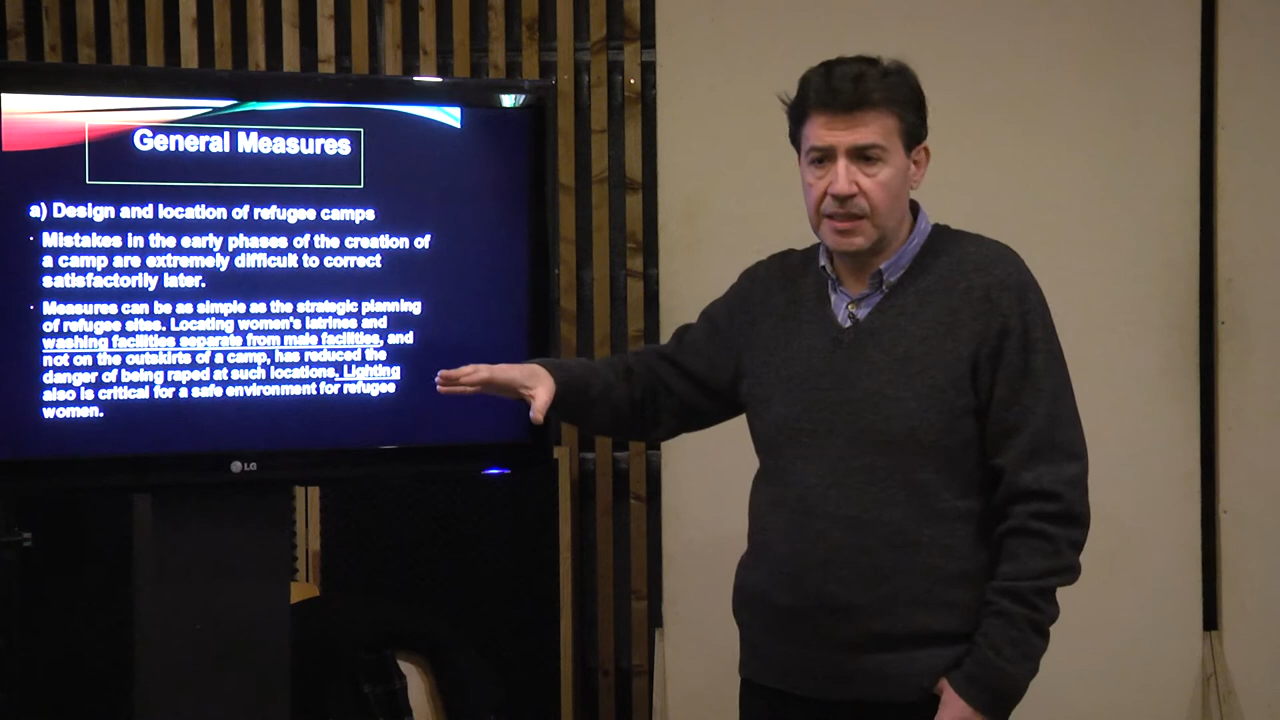 General Measures
a) Design and location of refugee camps
· Mistakes in the early phases of the creation of
a camp are extremely difficult to correct
satisfactorily later.
· Measures can be as simple as the strategic planning
of refugee sites. Locating women's latrines and
washing facilities separate from male facilities, and
not on the outskirts of a camp, has reduced the
danger of being raped at such locations, Lighting
also is critical for a safe environment for refugee
women.
LG